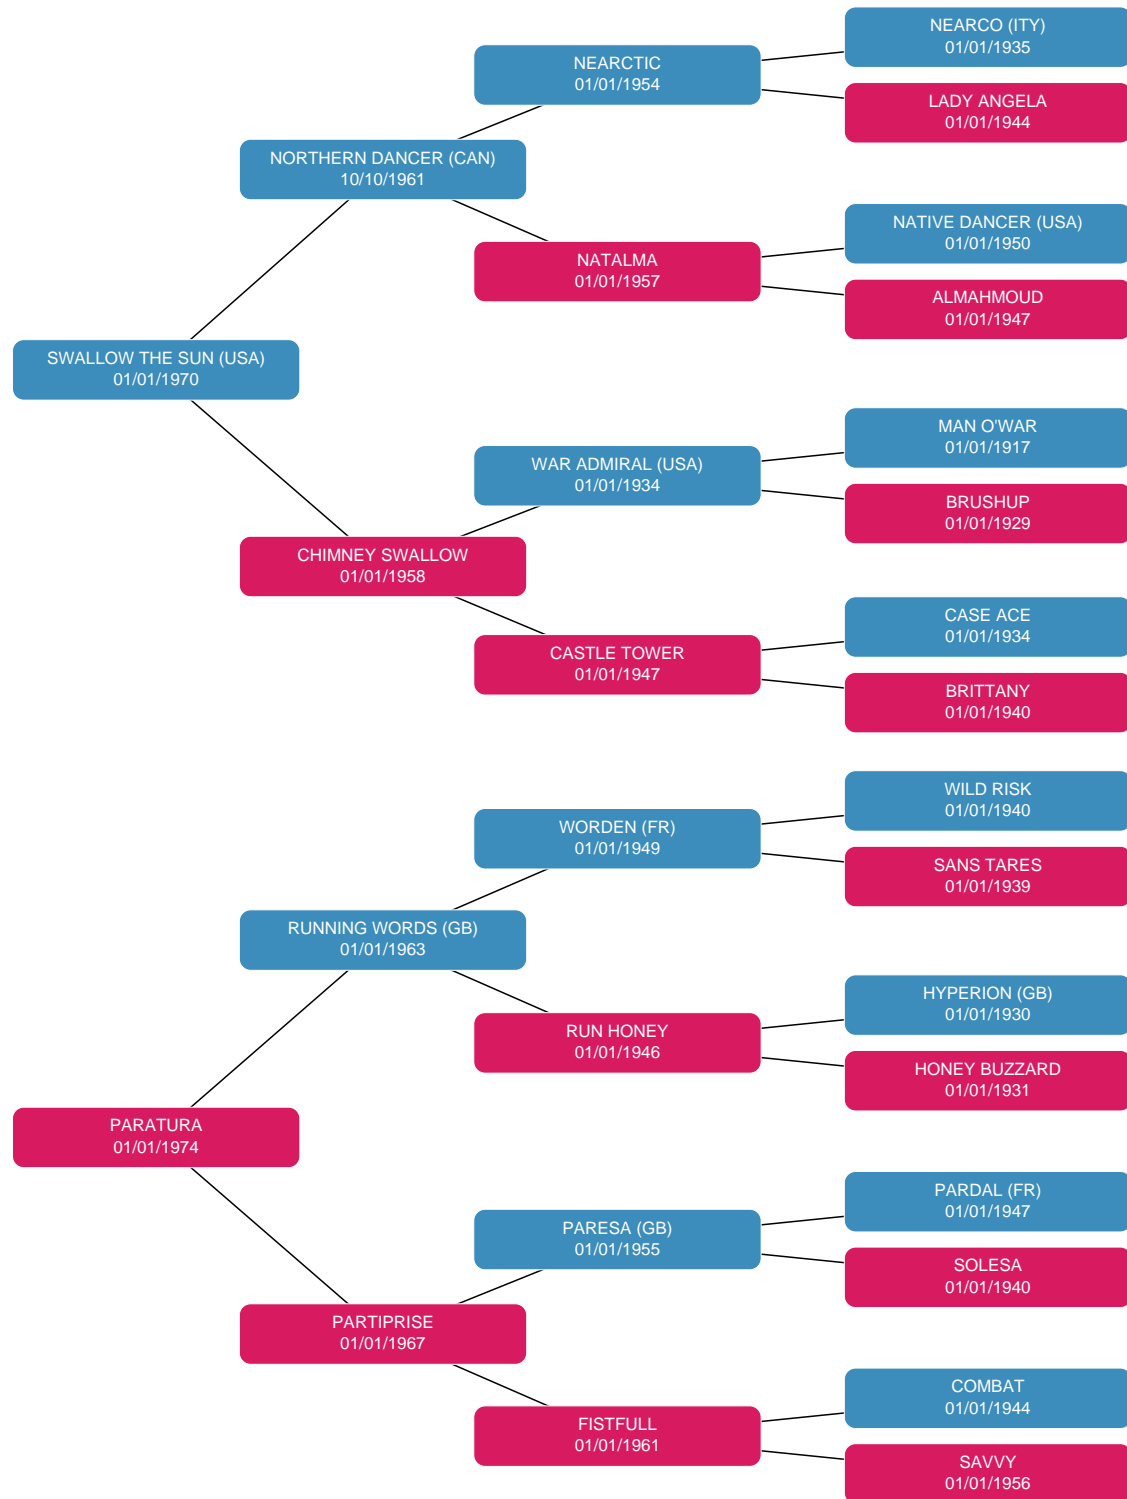 NEARCO (ITY)
01/01/1935
NEARCTIC
01/01/1954
LADY ANGELA
01/01/1944
NORTHERN DANCER (CAN)
10/10/1961
NATIVE DANCER (USA)
01/01/1950
NATALMA
01/01/1957
ALMAHMOUD
01/01/1947
SWALLOW THE SUN (USA)
01/01/1970
MAN O'WAR
01/01/1917
WAR ADMIRAL (USA)
01/01/1934
BRUSHUP
01/01/1929
CHIMNEY SWALLOW
01/01/1958
CASE ACE
01/01/1934
CASTLE TOWER
01/01/1947
BRITTANY
01/01/1940
WILD RISK
01/01/1940
WORDEN (FR)
01/01/1949
SANS TARES
01/01/1939
RUNNING WORDS (GB)
01/01/1963
HYPERION (GB)
01/01/1930
RUN HONEY
01/01/1946
HONEY BUZZARD
01/01/1931
PARATURA
01/01/1974
PARDAL (FR)
01/01/1947
PARESA (GB)
01/01/1955
SOLESA
01/01/1940
PARTIPRISE
01/01/1967
COMBAT
01/01/1944
FISTFULL
01/01/1961
SAVVY
01/01/1956